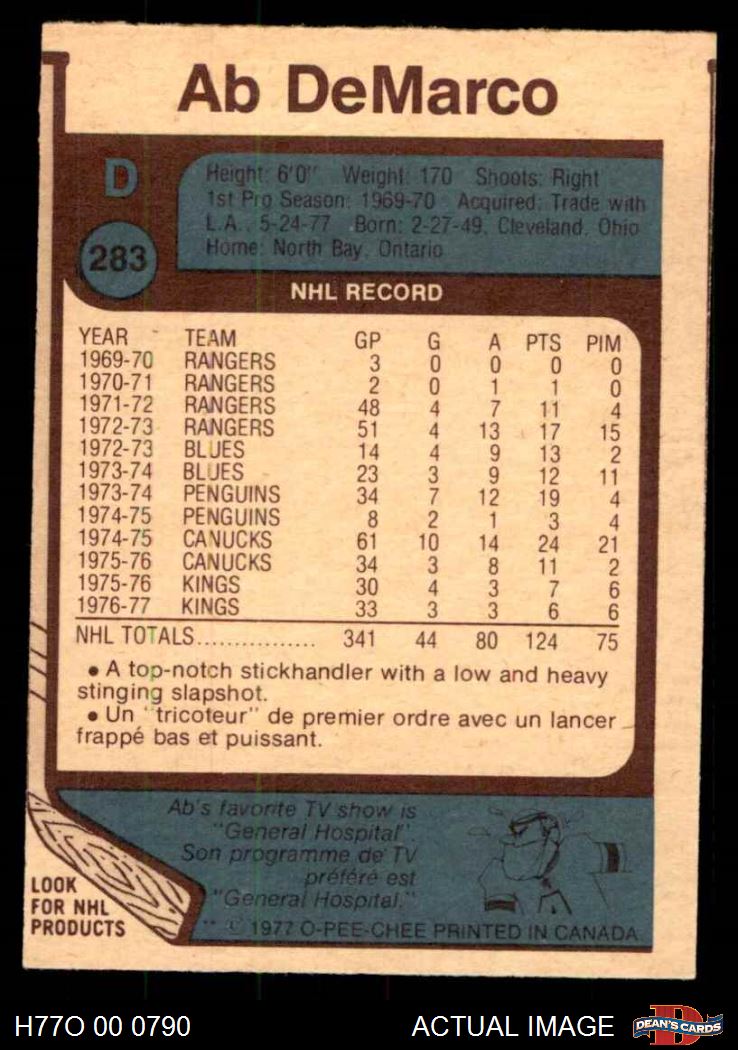 Ab DeMarco
D
283
Height: 6'0" Weight: 170 Shoots: Right
1st Pro Season: 1969-70 Acquired: Trade with
L.A., 5-24-77 Born: 2-27-49, Cleveland, Ohio
Home: North Bay, Ontario
NHL RECORD
YEAR TEAM GP G A PTS PIM
1969-70 RANGERS 3 0 0 0 0
1970-71 RANGERS 2 0 1 1 0
1971-72 RANGERS 48 4 7 11 4
1972-73 RANGERS 51 4 13 17 15
1972-73 BLUES 14 4 9 13 2
1973-74 BLUES 23 3 9 12 11
1973-74 PENGUINS 34 7 12 19 4
1974-75 PENGUINS 8 2 1 3 4
1974-75 CANUCKS 61 10 14 24 21
1975-76 CANUCKS 34 3 8 11 2
1975-76 KINGS 30 4 3 7 6
1976-77 KINGS 33 3 3 6 6
NHL TOTALS................ 341 44 80 124 75
• A top-notch stickhandler with a low and heavy
stinging slapshot.
• Un "tricoteur" de premier ordre avec un lancer
frappé bas et puissant.
Ab's favorite TV show is
"General Hospital"
Son programme de TV
préféré est
"General Hospital."
LOOK
FOR NHL
PRODUCTS
** © 1977 O-PEE-CHEE PRINTED IN CANADA
H77O 00 0790
ACTUAL IMAGE
DEAN'S CARDS